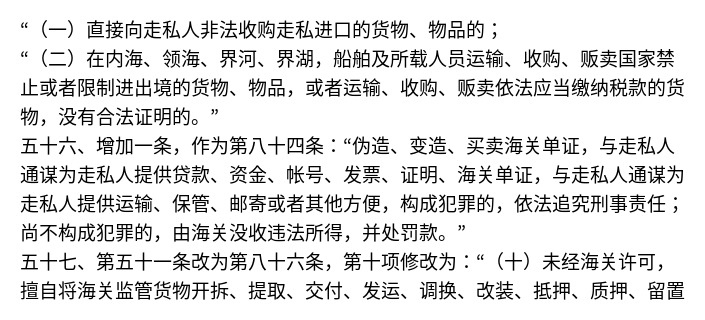 “（一）直接向走私人非法收购走私进口的货物、物品的；
“（二）在内海、领海、界河、界湖，船舶及所载人员运输、收购、贩卖国家禁
止或者限制进出境的货物、物品，或者运输、收购、贩卖依法应当缴纳税款的货
物，没有合法证明的。”
五十六、增加一条，作为第八十四条：“伪造、变造、买卖海关单证，与走私人
通谋为走私人提供贷款、资金、帐号、发票、证明、海关单证，与走私人通谋为
走私人提供运输、保管、邮寄或者其他方便，构成犯罪的，依法追究刑事责任；
尚不构成犯罪的，由海关没收违法所得，并处罚款。”
五十七、第五十一条改为第八十六条，第十项修改为：“（十）未经海关许可，
擅自将海关监管货物开拆、提取、交付、发运、调换、改装、抵押、质押、留置